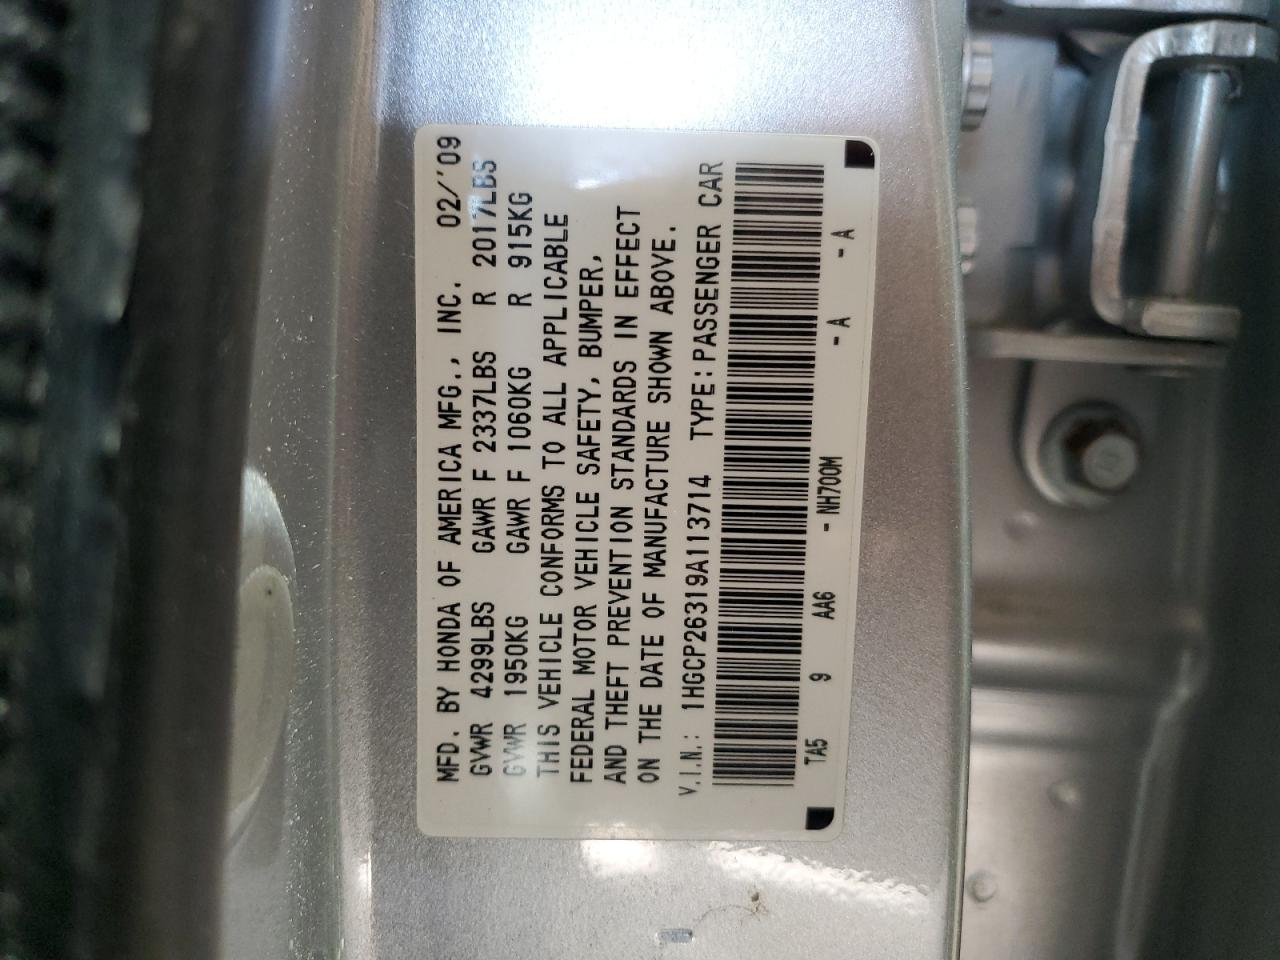 MFD. BY HONDA OF AMERICA MFG., INC. 02/'09
GVWR 4299LBS GAWR F 2337LBS R 2017LBS
GVWR 1950KG GAWR F 1060KG R 915KG
THIS VEHICLE CONFORMS TO ALL APPLICABLE
FEDERAL MOTOR VEHICLE SAFETY, BUMPER,
AND THEFT PREVENTION STANDARDS IN EFFECT
ON THE DATE OF MANUFACTURE SHOWN ABOVE.
V.I.N.: 1HGCP26319A113714 TYPE:PASSENGER CAR
TA5 9 AA6 - NH700M - A - A